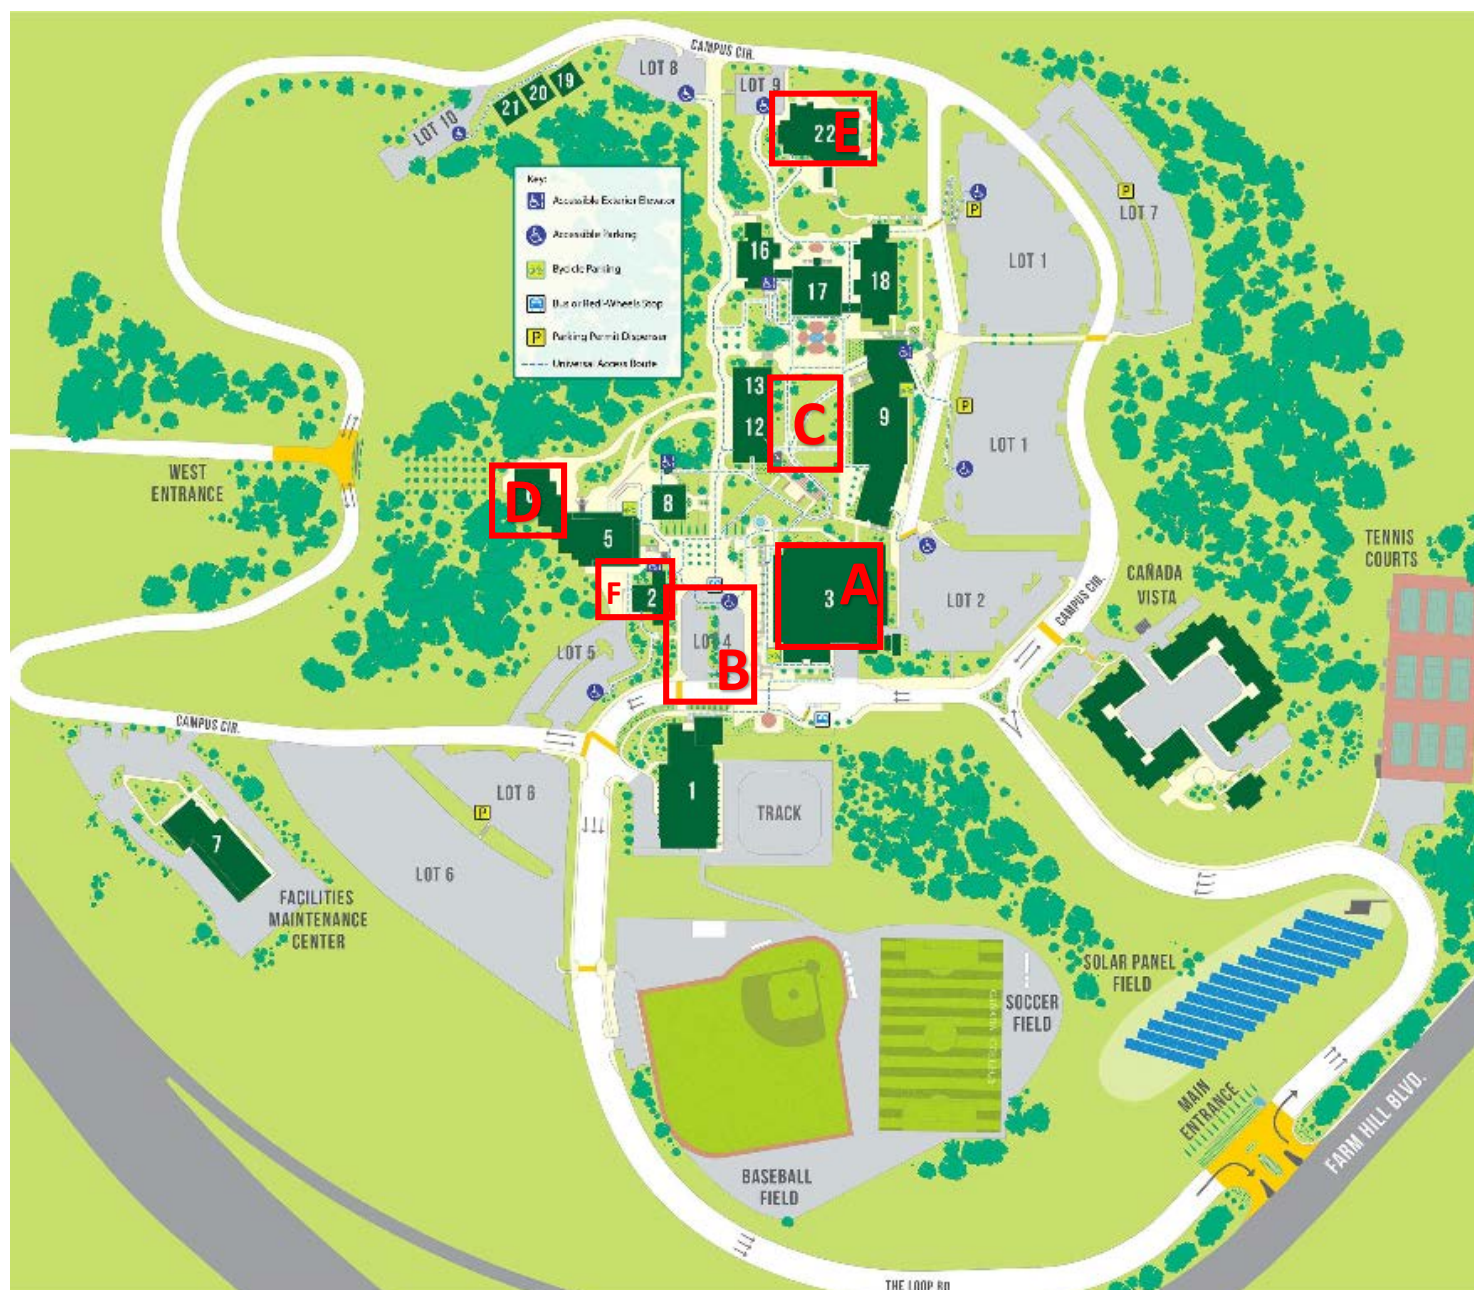 CAMPUS CIR.
LOT 8
LOT 9
19
20
21
LOT 10
22
E
LOT 7
P
P
Key:
Accessible Exterior Elevator
Accessible Parking
Bycicle Parking
Bus or Redi-Wheels Stop
P
Parking Permit Dispenser
Universal Access Route
16
17
18
LOT 1
13
12
C
9
P
LOT 1
WEST
ENTRANCE
D
8
5
F
2
LOT 4
B
3
A
LOT 2
CAMPUS CIR.
CAÑADA
VISTA
TENNIS
COURTS
LOT 5
CAMPUS CIR.
1
TRACK
LOT 6
P
LOT 6
7
FACILITIES
MAINTENANCE
CENTER
SOLAR PANEL
FIELD
SOCCER
FIELD
BASEBALL
FIELD
MAIN
ENTRANCE
FARM HILL BLVD.
THE LOOP RD